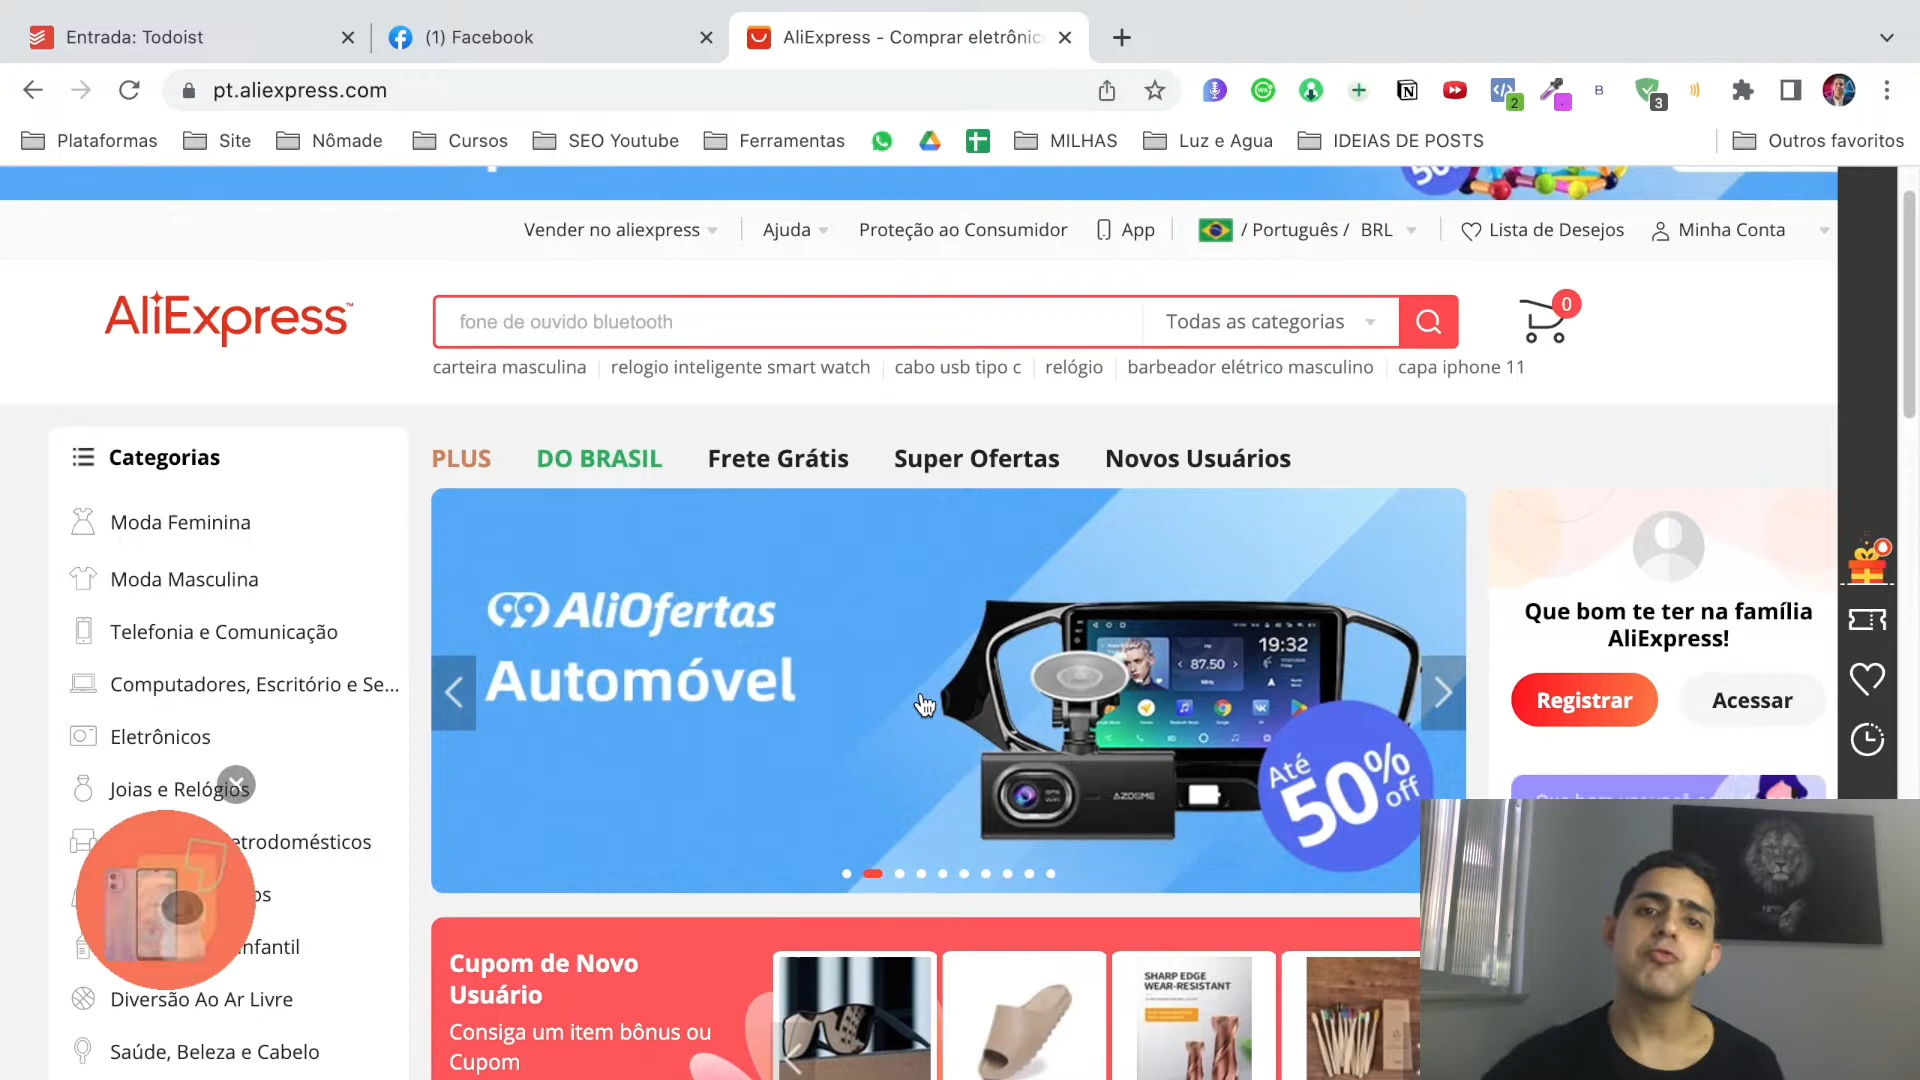 Entrada: Todoist
(1) Facebook
AliExpress - Comprar eletrônic
pt.aliexpress.com
2
B
3
Plataformas
Site
Nômade
Cursos
SEO Youtube
Ferramentas
MILHAS
Luz e Agua
IDEIAS DE POSTS
Outros favoritos
Vender no aliexpress
Ajuda
Proteção ao Consumidor
App
/ Português / BRL
Lista de Desejos
Minha Conta
AliExpress™
fone de ouvido bluetooth
Todas as categorias
0
carteira masculina
relogio inteligente smart watch
cabo usb tipo c
relógio
barbeador elétrico masculino
capa iphone 11
Categorias
Moda Feminina
Moda Masculina
Telefonia e Comunicação
Computadores, Escritório e Se...
Eletrônicos
Joias e Relógios
etrodomésticos
os
nfantil
Diversão Ao Ar Livre
Saúde, Beleza e Cabelo
PLUS
DO BRASIL
Frete Grátis
Super Ofertas
Novos Usuários
AliOfertas
Automóvel
19:32
87.50
AZDOME
Até
50%
off
Que bom te ter na família
AliExpress!
Registrar
Acessar
Cupom de Novo
Usuário
Consiga um item bônus ou
Cupom
SHARP EDGE
WEAR-RESISTANT